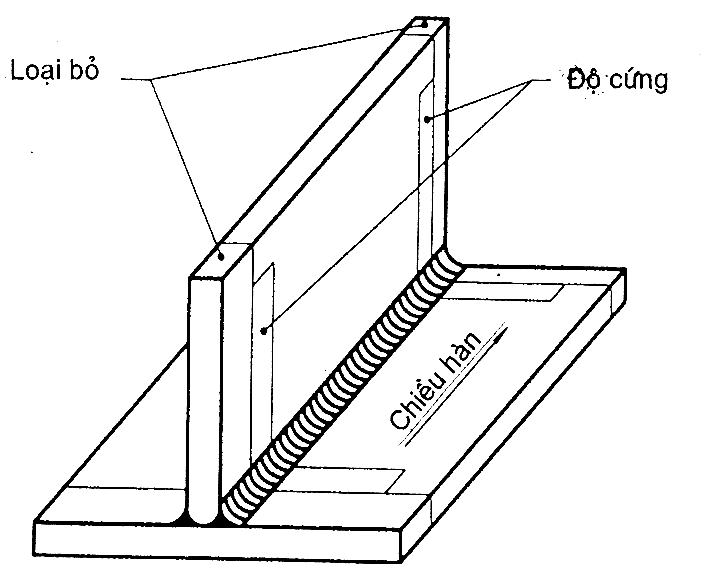 Loại bỏ
Độ cứng
Chiều hàn